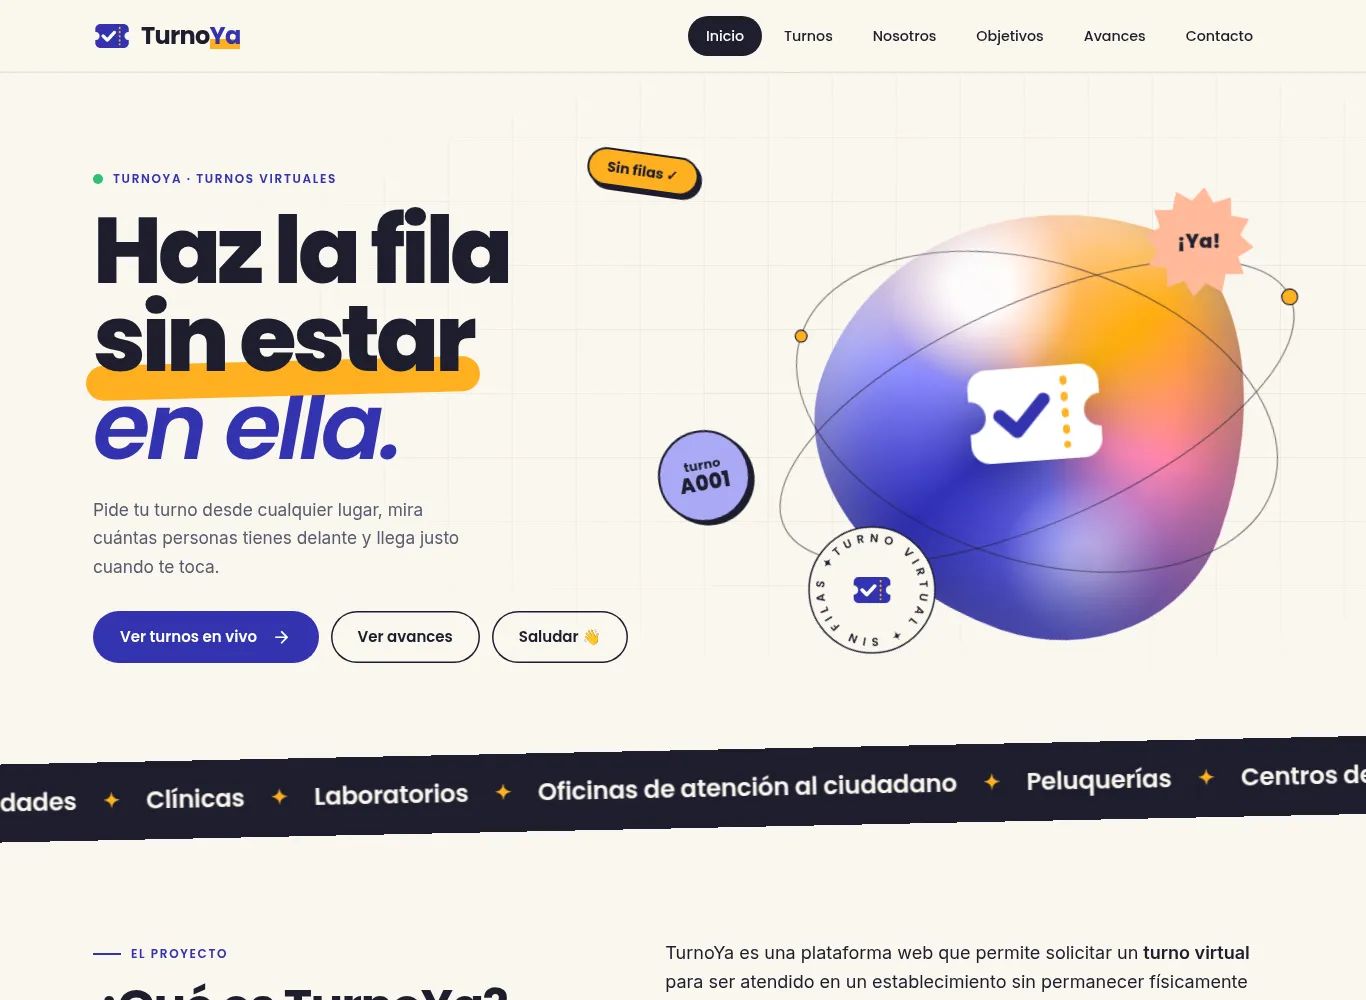 TurnoYa
Inicio
Turnos
Nosotros
Objetivos
Avances
Contacto
TURNOYA · TURNOS VIRTUALES
Haz la fila
sin estar
en ella.
Sin filas ✓
¡Ya!
turno
A001
TURNO VIRTUAL ✦ SIN FILAS ✦
Pide tu turno desde cualquier lugar, mira
cuántas personas tienes delante y llega justo
cuando te toca.
Ver turnos en vivo →
Ver avances
Saludar 👋
dades ✦ Clínicas ✦ Laboratorios ✦ Oficinas de atención al ciudadano ✦ Peluquerías ✦ Centros de
EL PROYECTO
¿Qué es TurnoYa?
TurnoYa es una plataforma web que permite solicitar un turno virtual
para ser atendido en un establecimiento sin permanecer físicamente